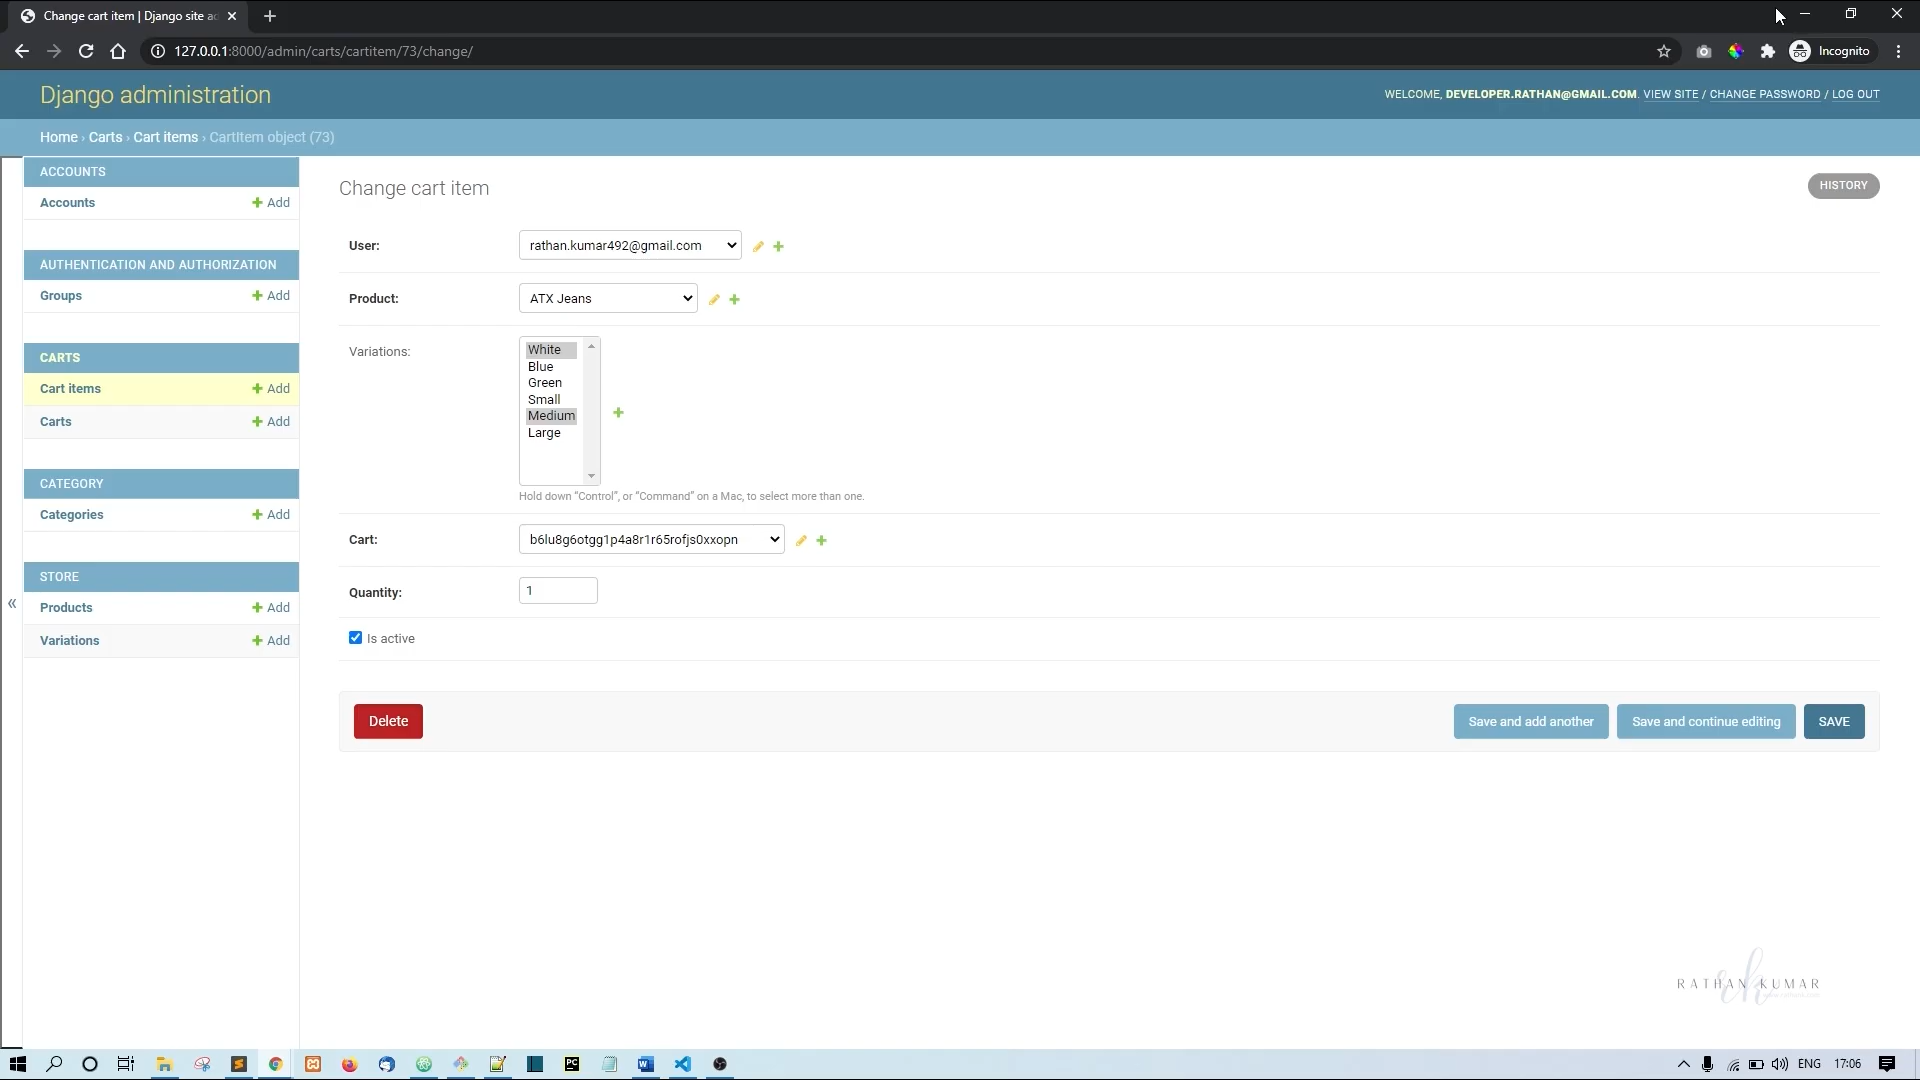 Change cart item | Django site ad
127.0.0.1:8000/admin/carts/cartitem/73/change/
Incognito
Django administration
WELCOME, DEVELOPER.RATHAN@GMAIL.COM. VIEW SITE / CHANGE PASSWORD / LOG OUT
Home › Carts › Cart items › CartItem object (73)
ACCOUNTS
Accounts
Add
AUTHENTICATION AND AUTHORIZATION
Groups
Add
CARTS
Cart items
Add
Carts
Add
CATEGORY
Categories
Add
STORE
Products
Add
Variations
Add
«
Change cart item
HISTORY
User:
rathan.kumar492@gmail.com
Product:
ATX Jeans
Variations:
White
Blue
Green
Small
Medium
Large
Hold down “Control”, or “Command” on a Mac, to select more than one.
Cart:
b6lu8g6otgg1p4a8r1r65rofjs0xxopn
Quantity:
1
Is active
Delete
Save and add another
Save and continue editing
SAVE
RATHAN KUMAR
ENG
17:06